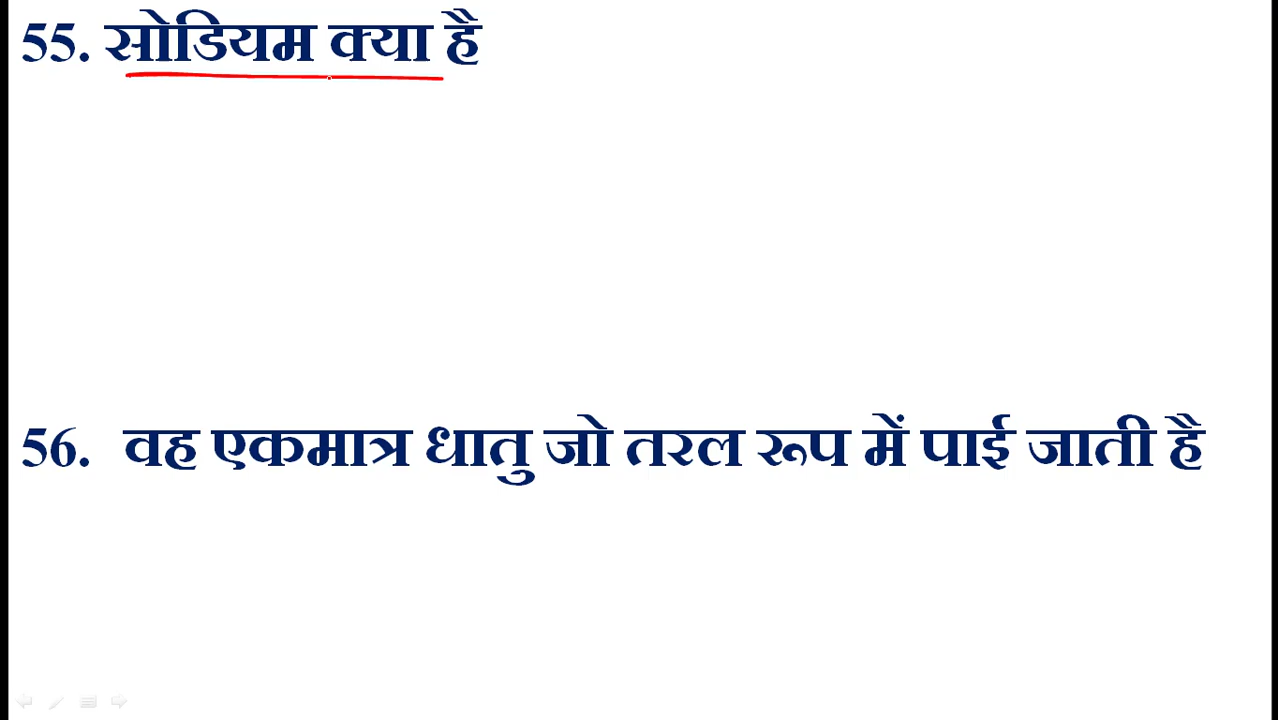 55. सोडियम क्या है
56. वह एकमात्र धातु जो तरल रूप में पाई जाती है